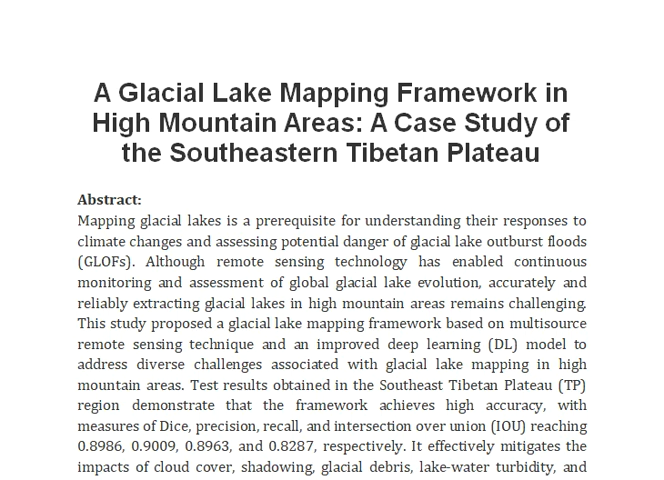 A Glacial Lake Mapping Framework in
High Mountain Areas: A Case Study of
the Southeastern Tibetan Plateau
Abstract:
Mapping glacial lakes is a prerequisite for understanding their responses to
climate changes and assessing potential danger of glacial lake outburst floods
(GLOFs). Although remote sensing technology has enabled continuous
monitoring and assessment of global glacial lake evolution, accurately and
reliably extracting glacial lakes in high mountain areas remains challenging.
This study proposed a glacial lake mapping framework based on multisource
remote sensing technique and an improved deep learning (DL) model to
address diverse challenges associated with glacial lake mapping in high
mountain areas. Test results obtained in the Southeast Tibetan Plateau (TP)
region demonstrate that the framework achieves high accuracy, with
measures of Dice, precision, recall, and intersection over union (IOU) reaching
0.8986, 0.9009, 0.8963, and 0.8287, respectively. It effectively mitigates the
impacts of cloud cover, shadowing, glacial debris, lake-water turbidity, and